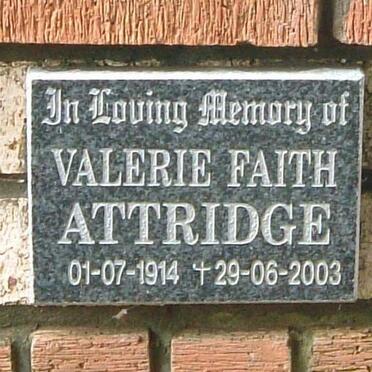 In Loving Memory of
VALERIE FAITH
ATTRIDGE
01-07-1914 ✝ 29-06-2003